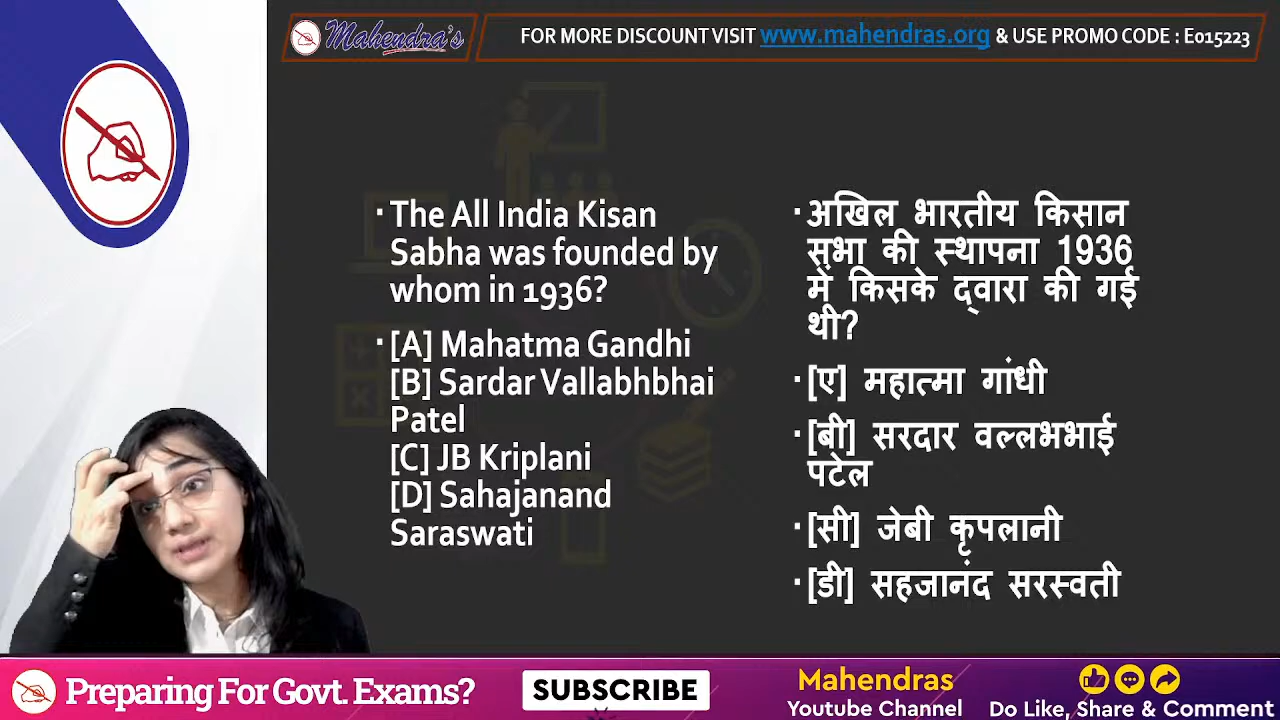 Mahendra's
FOR MORE DISCOUNT VISIT www.mahendras.org & USE PROMO CODE : E015223
· The All India Kisan
Sabha was founded by
whom in 1936?
· [A] Mahatma Gandhi
[B] Sardar Vallabhbhai
Patel
[C] JB Kriplani
[D] Sahajanand
Saraswati
· अखिल भारतीय किसान
सभा की स्थापना 1936
में किसके द्वारा की गई
थी?
· [ए] महात्मा गांधी
· [बी] सरदार वल्लभभाई
पटेल
· [सी] जेबी कृपलानी
· [डी] सहजानंद सरस्वती
Preparing For Govt. Exams?
SUBSCRIBE
Mahendras
Youtube Channel
Do Like, Share & Comment